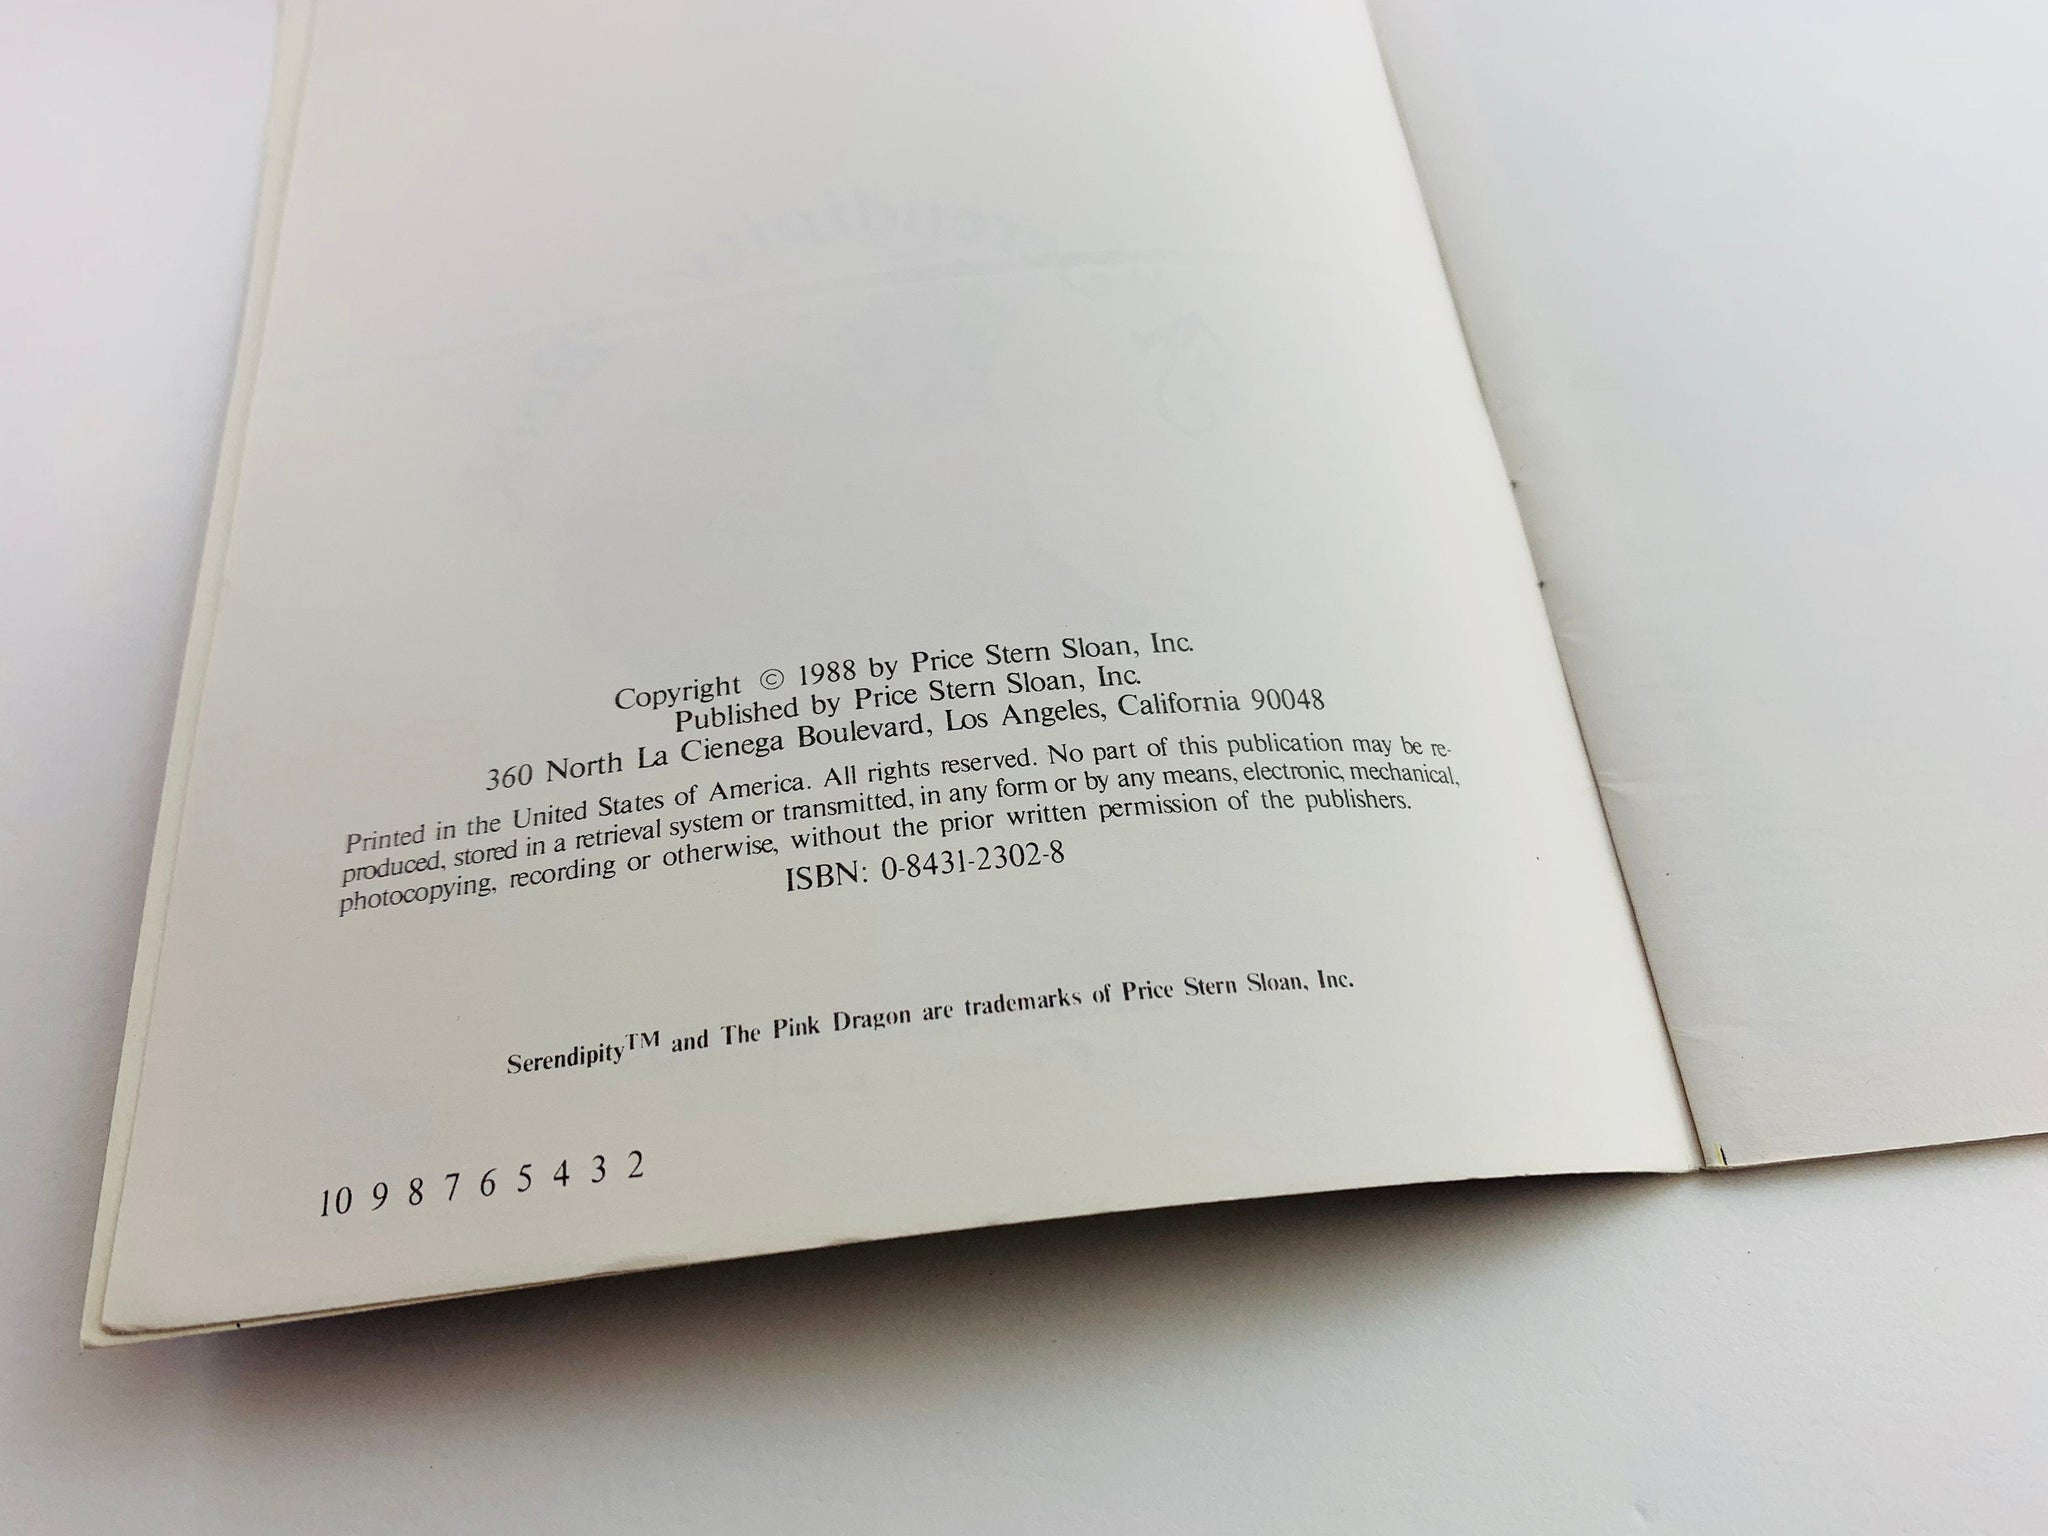 Copyright © 1988 by Price Stern Sloan, Inc.
Published by Price Stern Sloan, Inc.
360 North La Cienega Boulevard, Los Angeles, California 90048
Printed in the United States of America. All rights reserved. No part of this publication may be re-
produced, stored in a retrieval system or transmitted, in any form or by any means, electronic, mechanical,
photocopying, recording or otherwise, without the prior written permission of the publishers.
ISBN: 0-8431-2302-8
Serendipity™ and The Pink Dragon are trademarks of Price Stern Sloan, Inc.
10 9 8 7 6 5 4 3 2